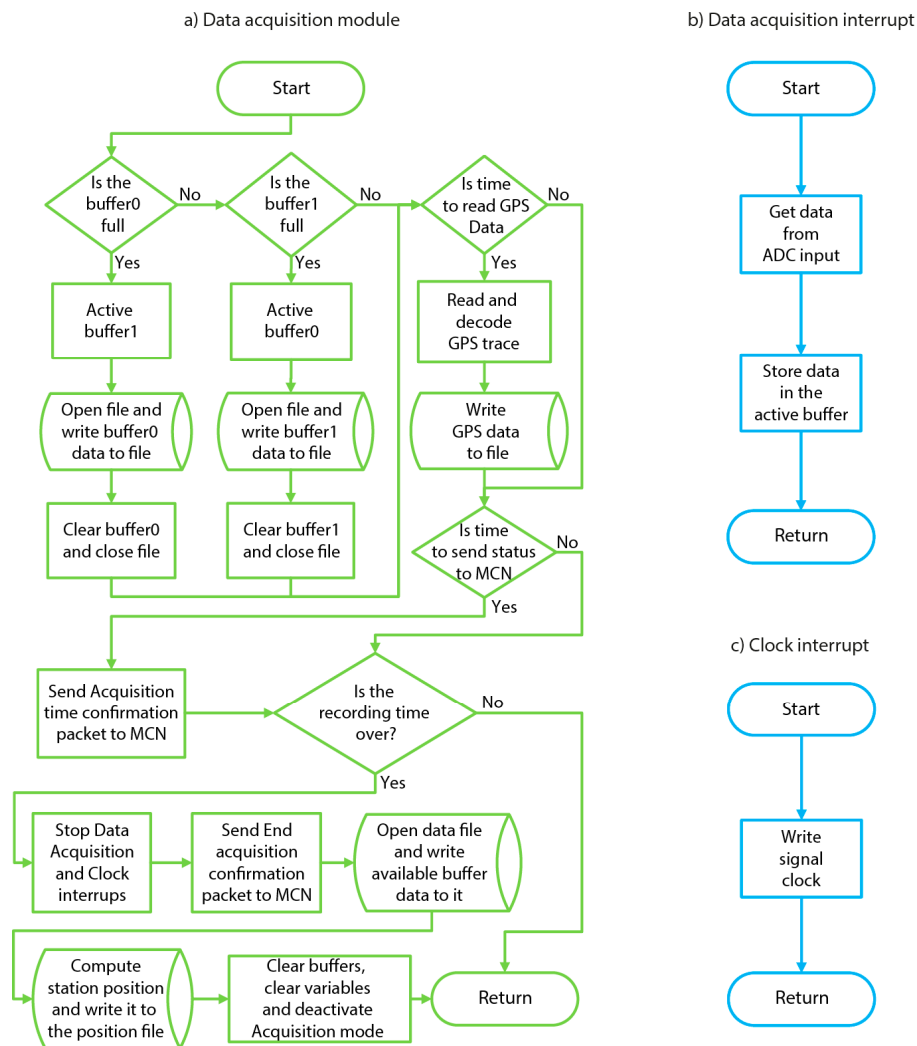 a) Data acquisition module
Start
Is the
buffer0
full
No
Yes
Is the
buffer1
full
No
Yes
Is time
to read GPS
Data
No
Yes
Active
buffer1
Active
buffer0
Read and
decode
GPS trace
Open file and
write buffer0
data to file
Open file and
write buffer1
data to file
Write
GPS data
to file
Clear buffer0
and close file
Clear buffer1
and close file
Is time
to send status
to MCN
No
Yes
Send Acquisition
time confirmation
packet to MCN
Is the
recording time
over?
No
Yes
Stop Data
Acquisition
and Clock
interrups
Send End
acquisition
confirmation
packet to MCN
Open data file
and write
available buffer
data to it
Compute
station position
and write it to
the position file
Clear buffers,
clear variables
and deactivate
Acquisition mode
Return
b) Data acquisition interrupt
Start
Get data
from
ADC input
Store data
in the
active buffer
Return
c) Clock interrupt
Start
Write
signal
clock
Return